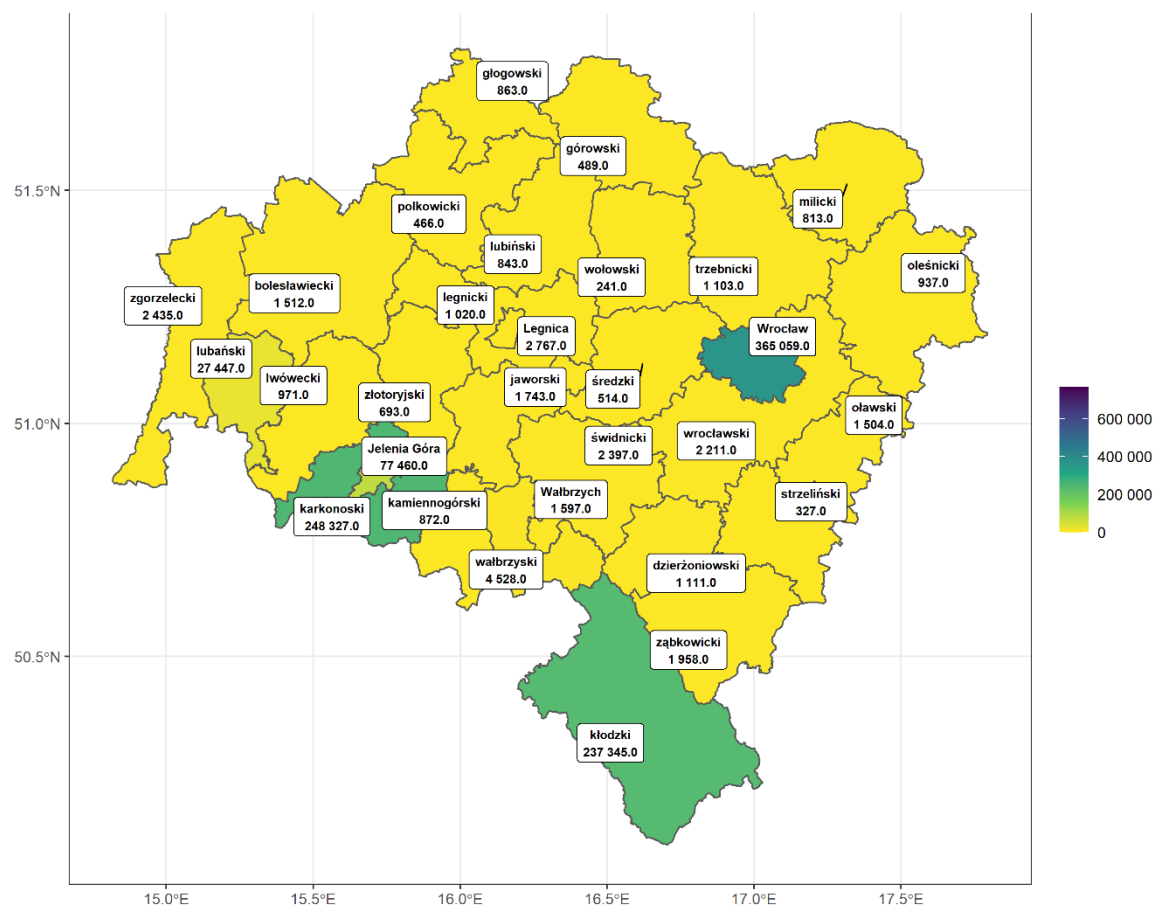 głogowski
863.0
górowski
489.0
51.5°N
milicki
813.0
polkowicki
466.0
lubiński
843.0
wołowski
241.0
trzebnicki
1 103.0
oleśnicki
937.0
bolesławiecki
1 512.0
zgorzelecki
2 435.0
legnicki
1 020.0
Legnica
2 767.0
Wrocław
365 059.0
lubański
27 447.0
lwówecki
971.0
złotoryjski
693.0
jaworski
1 743.0
średzki
514.0
oławski
1 504.0
51.0°N
Jelenia Góra
77 460.0
świdnicki
2 397.0
wrocławski
2 211.0
600 000
400 000
200 000
0
karkonoski
248 327.0
kamiennogórski
872.0
Wałbrzych
1 597.0
strzeliński
327.0
wałbrzyski
4 528.0
dzierżoniowski
1 111.0
50.5°N
ząbkowicki
1 958.0
kłodzki
237 345.0
15.0°E
15.5°E
16.0°E
16.5°E
17.0°E
17.5°E